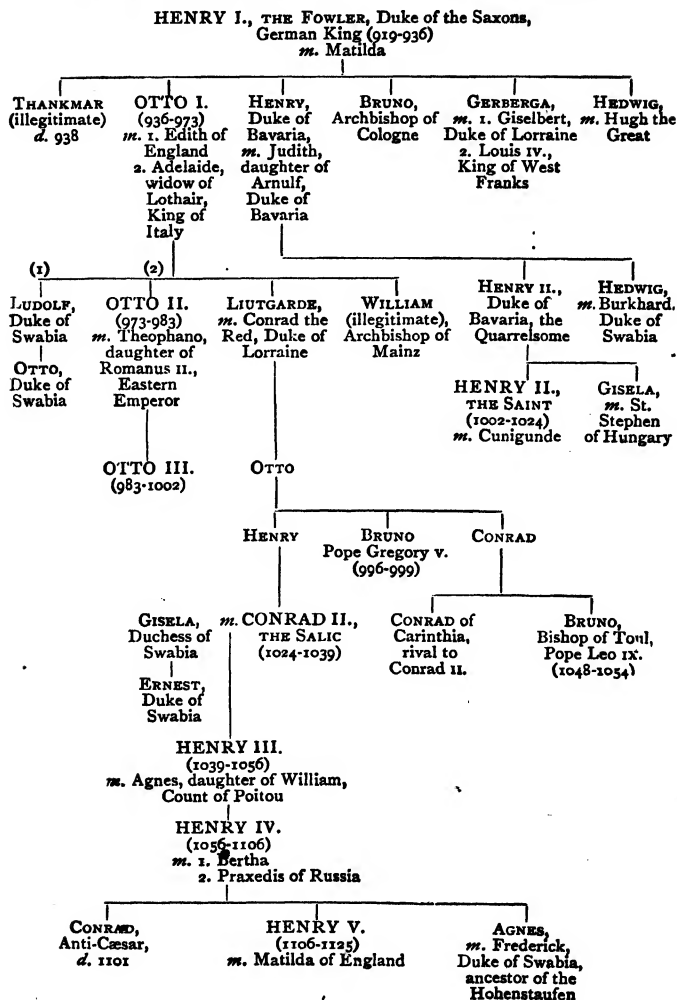 HENRY I., THE FOWLER, Duke of the Saxons,
German King (919-936)
m. Matilda
THANKMAR
(illegitimate)
d. 938
OTTO I.
(936-973)
m. 1. Edith of
England
2. Adelaide,
widow of
Lothair,
King of
Italy
HENRY,
Duke of
Bavaria,
m. Judith,
daughter of
Arnulf,
Duke of
Bavaria
BRUNO,
Archbishop of
Cologne
GERBERGA,
m. 1. Giselbert,
Duke of Lorraine
2. Louis IV.,
King of West
Franks
HEDWIG,
m. Hugh the
Great
(1)
(2)
LUDOLF,
Duke of
Swabia
OTTO,
Duke of
Swabia
OTTO II.
(973-983)
m. Theophano,
daughter of
Romanus II.,
Eastern
Emperor
LIUTGARDE,
m. Conrad the
Red, Duke of
Lorraine
WILLIAM
(illegitimate),
Archbishop of
Mainz
HENRY II.,
Duke of
Bavaria, the
Quarrelsome
HEDWIG,
m. Burkhard.
Duke of
Swabia
HENRY II.,
THE SAINT
(1002-1024)
m. Cunigunde
GISELA,
m. St.
Stephen
of Hungary
OTTO III.
(983-1002)
OTTO
HENRY
BRUNO
Pope Gregory V.
(996-999)
CONRAD
GISELA,
Duchess of
Swabia
ERNEST,
Duke of
Swabia
m. CONRAD II.,
THE SALIC
(1024-1039)
CONRAD of
Carinthia,
rival to
Conrad II.
BRUNO,
Bishop of Toul,
Pope Leo IX.
(1048-1054)
HENRY III.
(1039-1056)
m. Agnes, daughter of William,
Count of Poitou
HENRY IV.
(1056-1106)
m. 1. Bertha
2. Praxedis of Russia
CONRAD,
Anti-Cæsar,
d. 1101
HENRY V.
(1106-1125)
m. Matilda of England
AGNES,
m. Frederick,
Duke of Swabia,
ancestor of the
Hohenstaufen